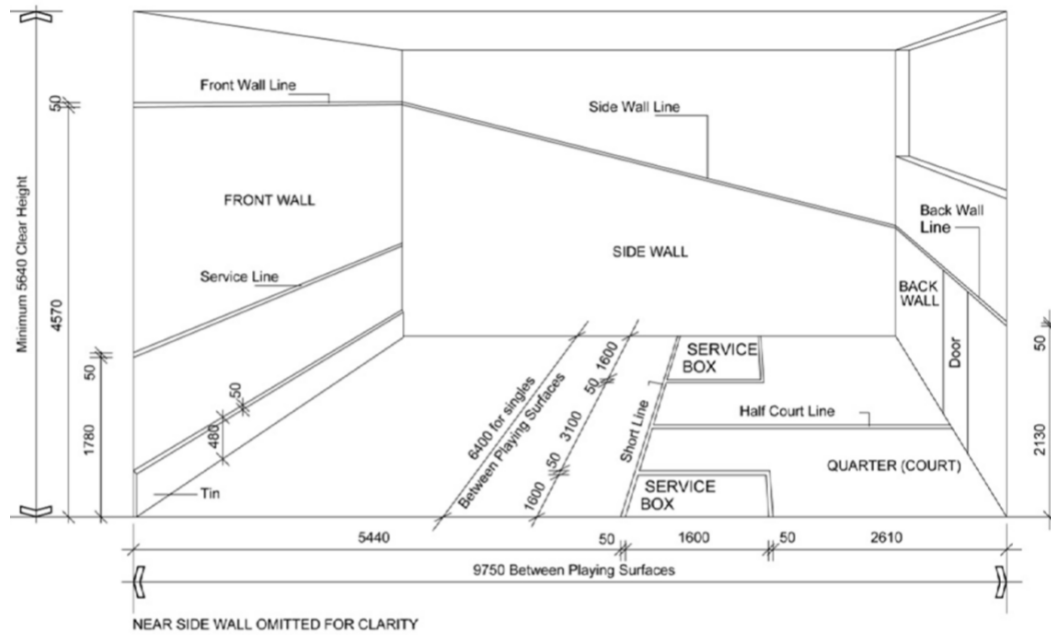 Front Wall Line
50
Side Wall Line
Minimum 5640 Clear Height
FRONT WALL
Back Wall
Line
SIDE WALL
Service Line
BACK
WALL
4570
50
50
1780
50
480
Tin
6400 for singles
Between Playing Surfaces
1600
50
3100
50
1600
Short Line
SERVICE
BOX
Half Court Line
Door
50
2130
QUARTER (COURT)
SERVICE
BOX
5440
50
1600
50
2610
9750 Between Playing Surfaces
NEAR SIDE WALL OMITTED FOR CLARITY